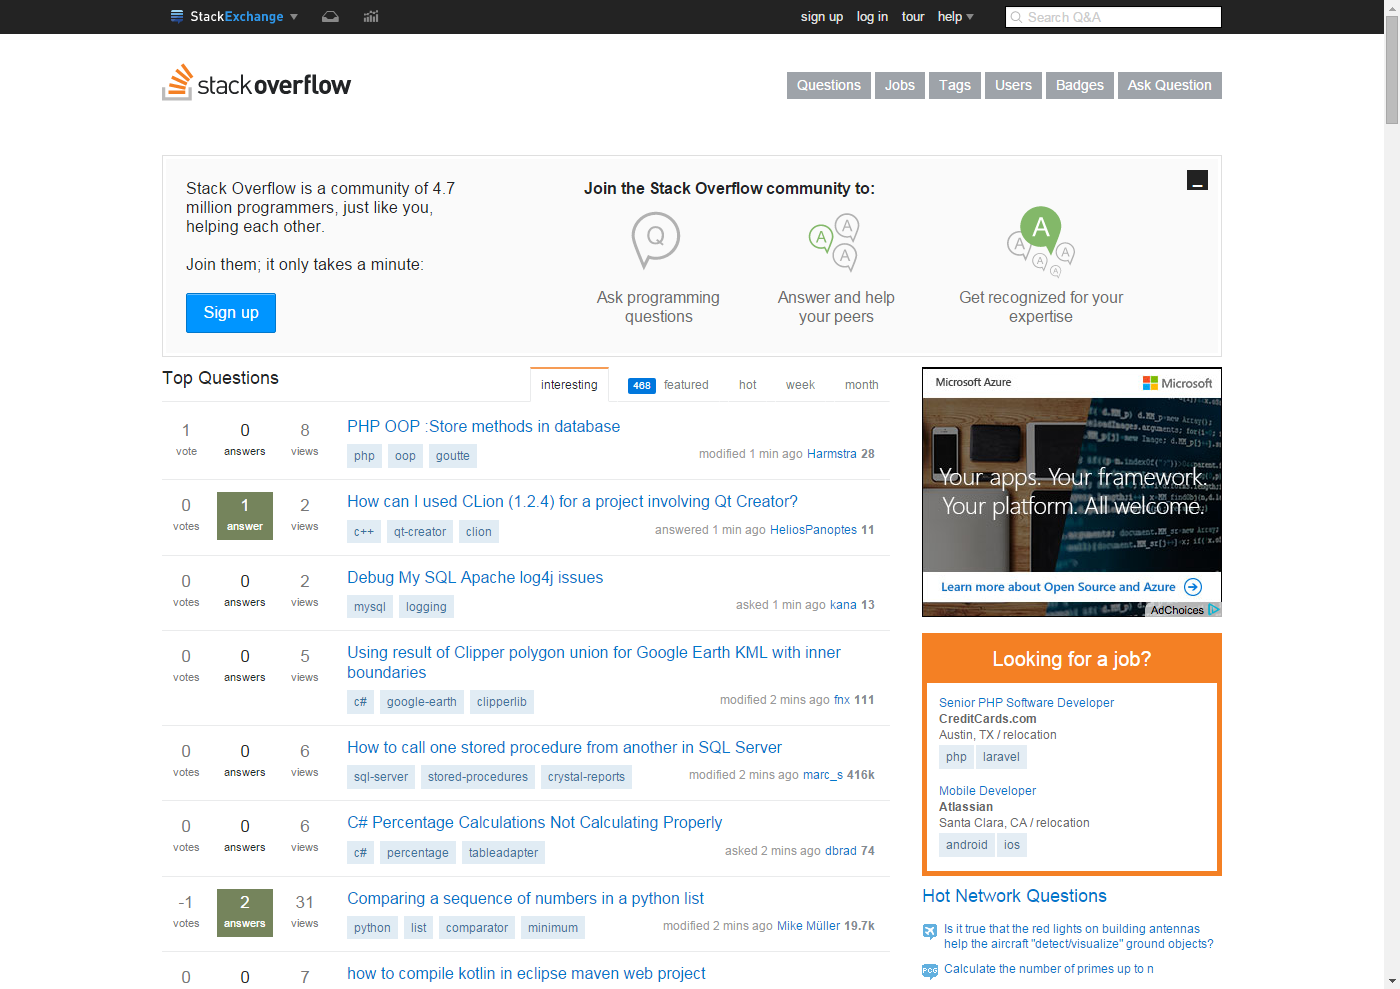 StackExchange
sign up log in tour help
Search Q&A
stackoverflow
Questions Jobs Tags Users Badges Ask Question
Stack Overflow is a community of 4.7
million programmers, just like you,
helping each other.
Join them; it only takes a minute:
Sign up
Join the Stack Overflow community to:
Q
Ask programming
questions
A A A
Answer and help
your peers
A A A A A
Get recognized for your
expertise
Top Questions
interesting 468 featured hot week month
1 0 8
vote answers views
PHP OOP :Store methods in database
php oop goutte
modified 1 min ago Harmstra 28
0 1 2
votes answer views
How can I used CLion (1.2.4) for a project involving Qt Creator?
c++ qt-creator clion
answered 1 min ago HeliosPanoptes 11
0 0 2
votes answers views
Debug My SQL Apache log4j issues
mysql logging
asked 1 min ago kana 13
0 0 5
votes answers views
Using result of Clipper polygon union for Google Earth KML with inner
boundaries
c# google-earth clipperlib
modified 2 mins ago fnx 111
0 0 6
votes answers views
How to call one stored procedure from another in SQL Server
sql-server stored-procedures crystal-reports
modified 2 mins ago marc_s 416k
0 0 6
votes answers views
C# Percentage Calculations Not Calculating Properly
c# percentage tableadapter
asked 2 mins ago dbrad 74
-1 2 31
votes answers views
Comparing a sequence of numbers in a python list
python list comparator minimum
modified 2 mins ago Mike Müller 19.7k
0 0 7
how to compile kotlin in eclipse maven web project
Microsoft Azure
Microsoft
Your apps. Your framework.
Your platform. All welcome.
Learn more about Open Source and Azure
AdChoices
Looking for a job?
Senior PHP Software Developer
CreditCards.com
Austin, TX / relocation
php laravel
Mobile Developer
Atlassian
Santa Clara, CA / relocation
android ios
Hot Network Questions
Is it true that the red lights on building antennas
help the aircraft "detect/visualize" ground objects?
PCG
Calculate the number of primes up to n